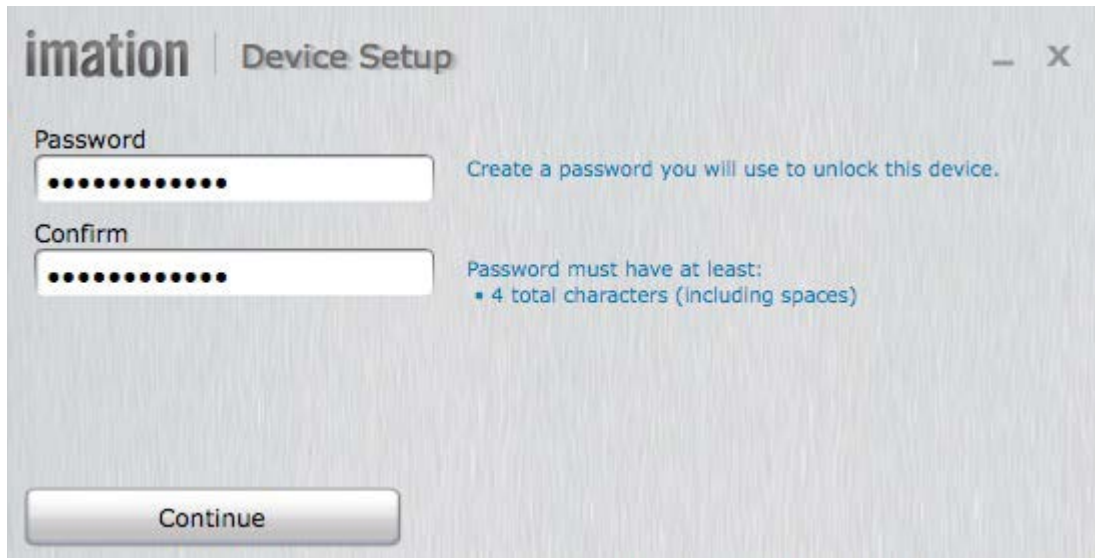 imation Device Setup
Password
••••••••••••
Create a password you will use to unlock this device.
Confirm
••••••••••••
Password must have at least:
• 4 total characters (including spaces)
Continue